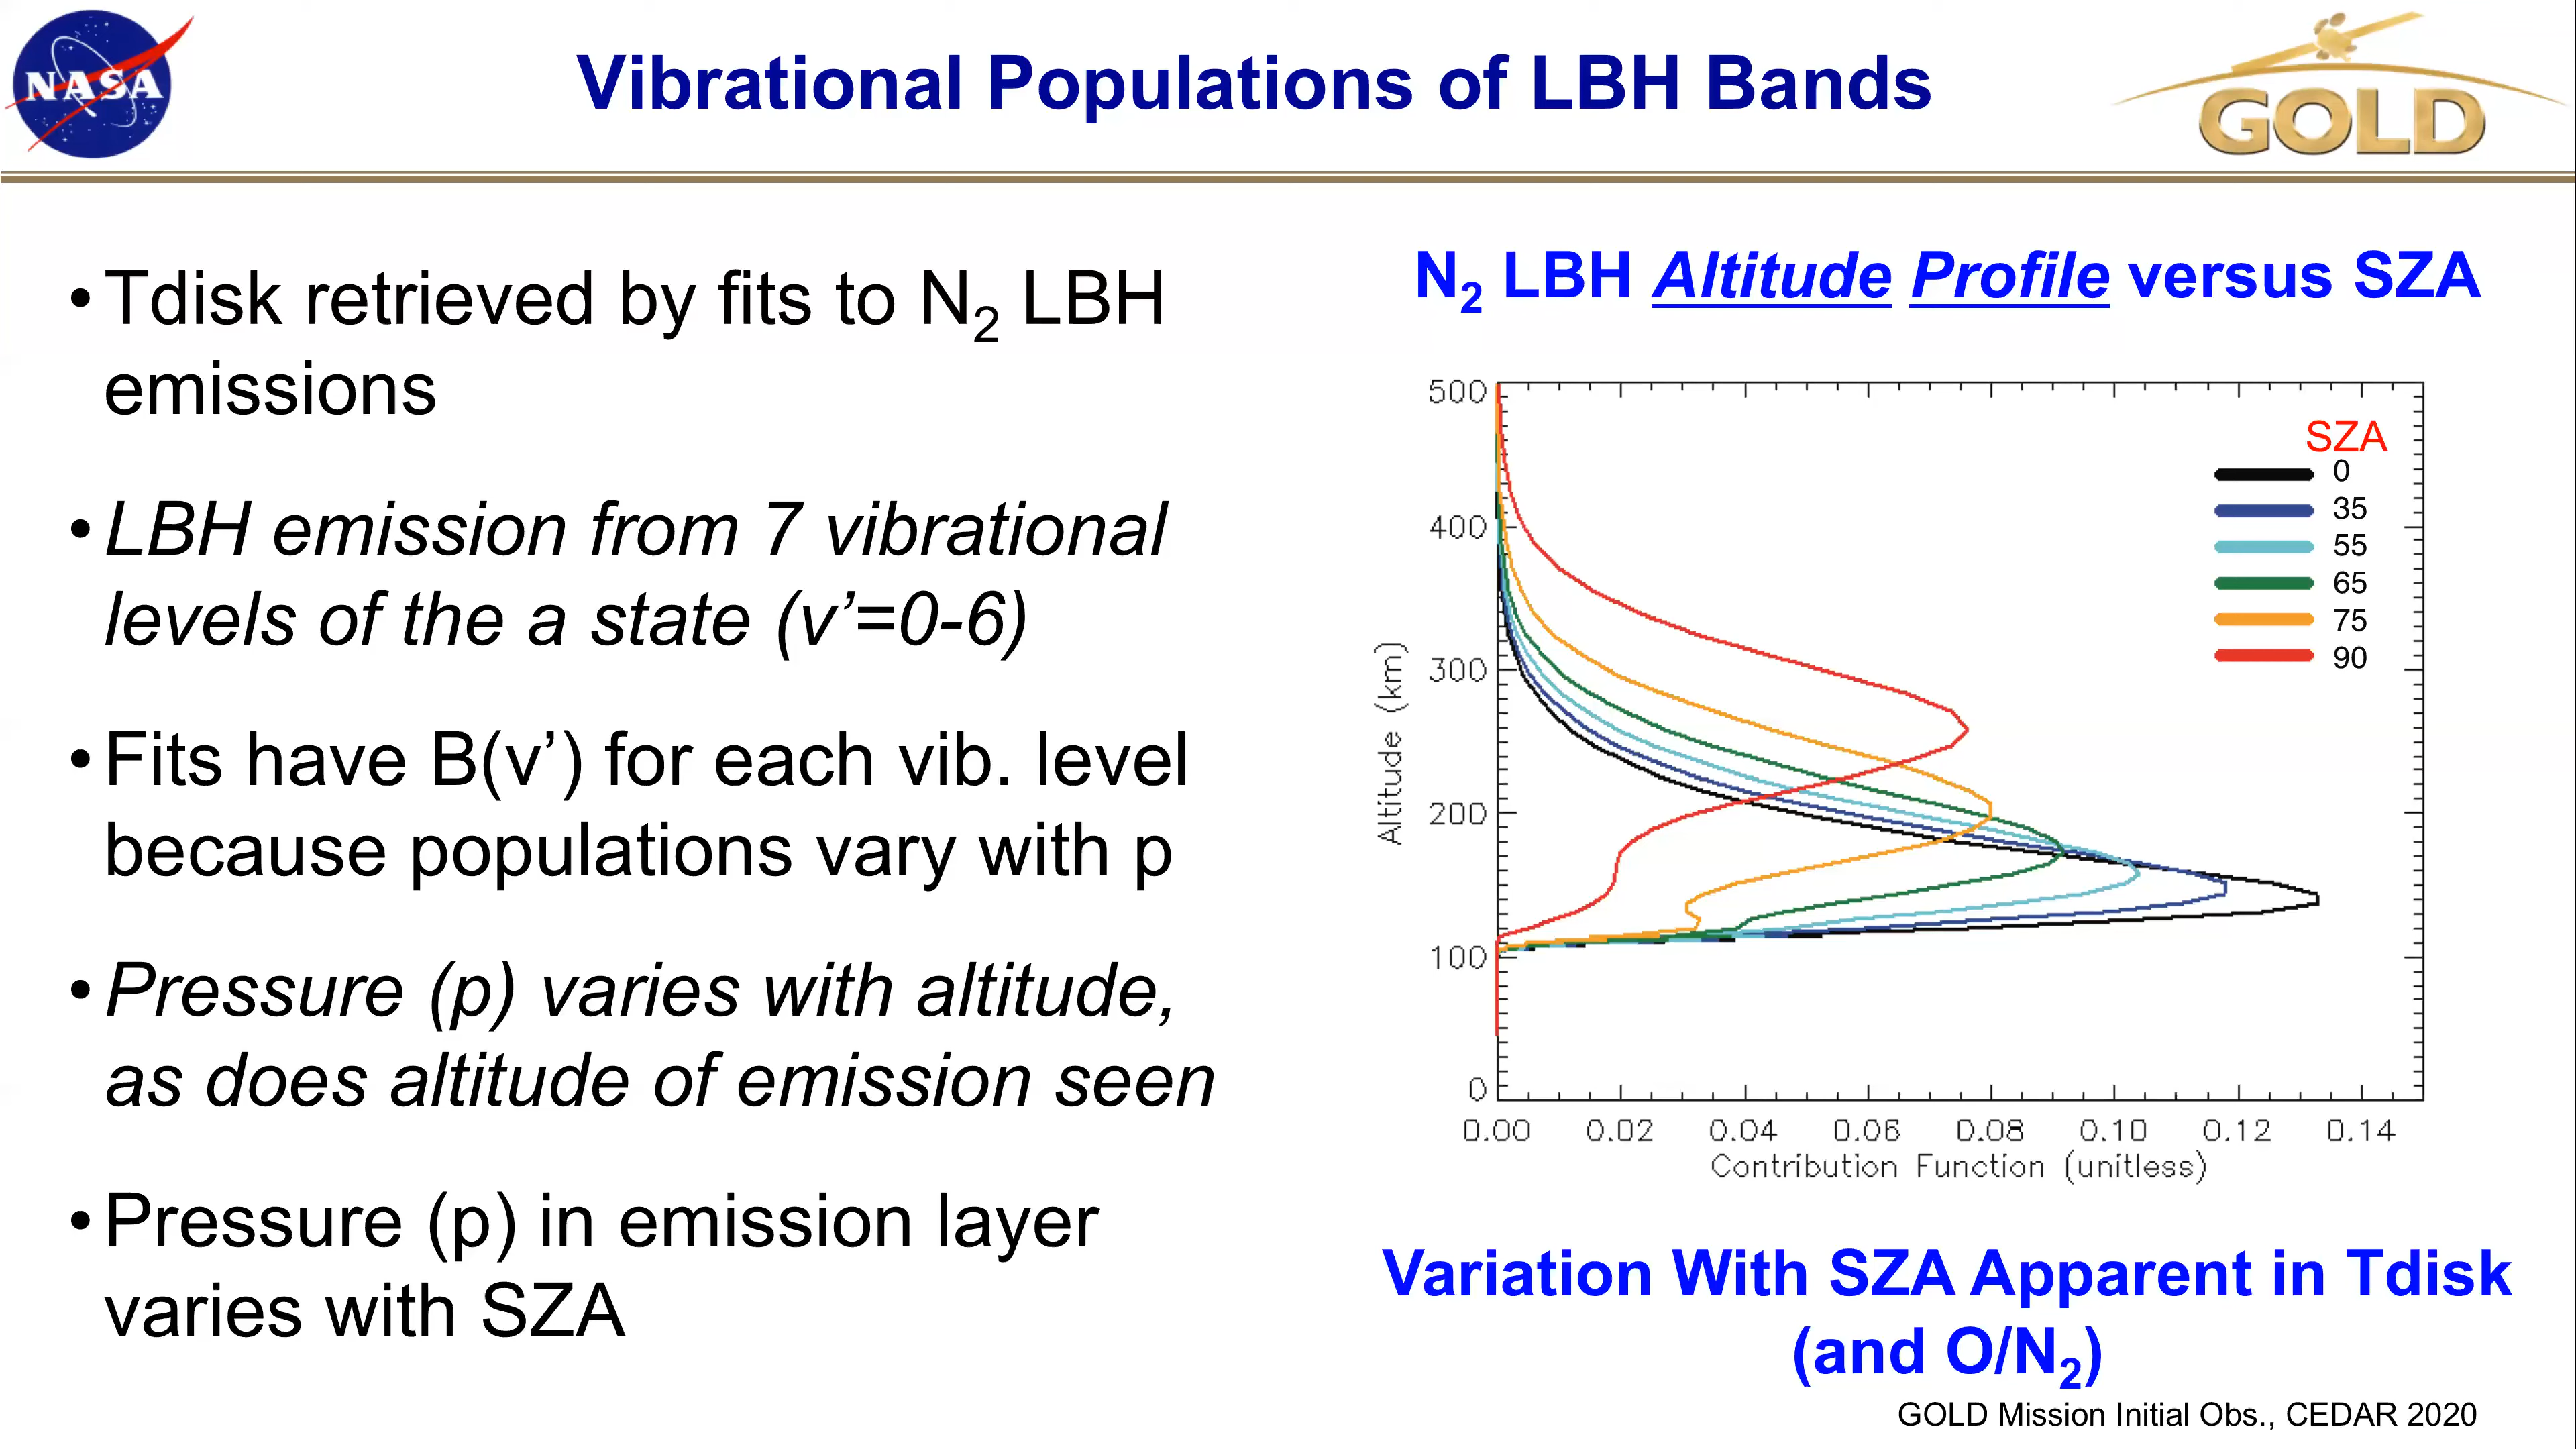 NASA
Vibrational Populations of LBH Bands
GOLD
• Tdisk retrieved by fits to N₂ LBH
emissions
• LBH emission from 7 vibrational
levels of the a state (v’=0-6)
• Fits have B(v’) for each vib. level
because populations vary with p
• Pressure (p) varies with altitude,
as does altitude of emission seen
• Pressure (p) in emission layer
varies with SZA
N₂ LBH Altitude Profile versus SZA
500
400
300
200
100
0
Altitude (km)
SZA
0
35
55
65
75
90
0.00 0.02 0.04 0.06 0.08 0.10 0.12 0.14
Contribution Function (unitless)
Variation With SZA Apparent in Tdisk
(and O/N₂)
GOLD Mission Initial Obs., CEDAR 2020